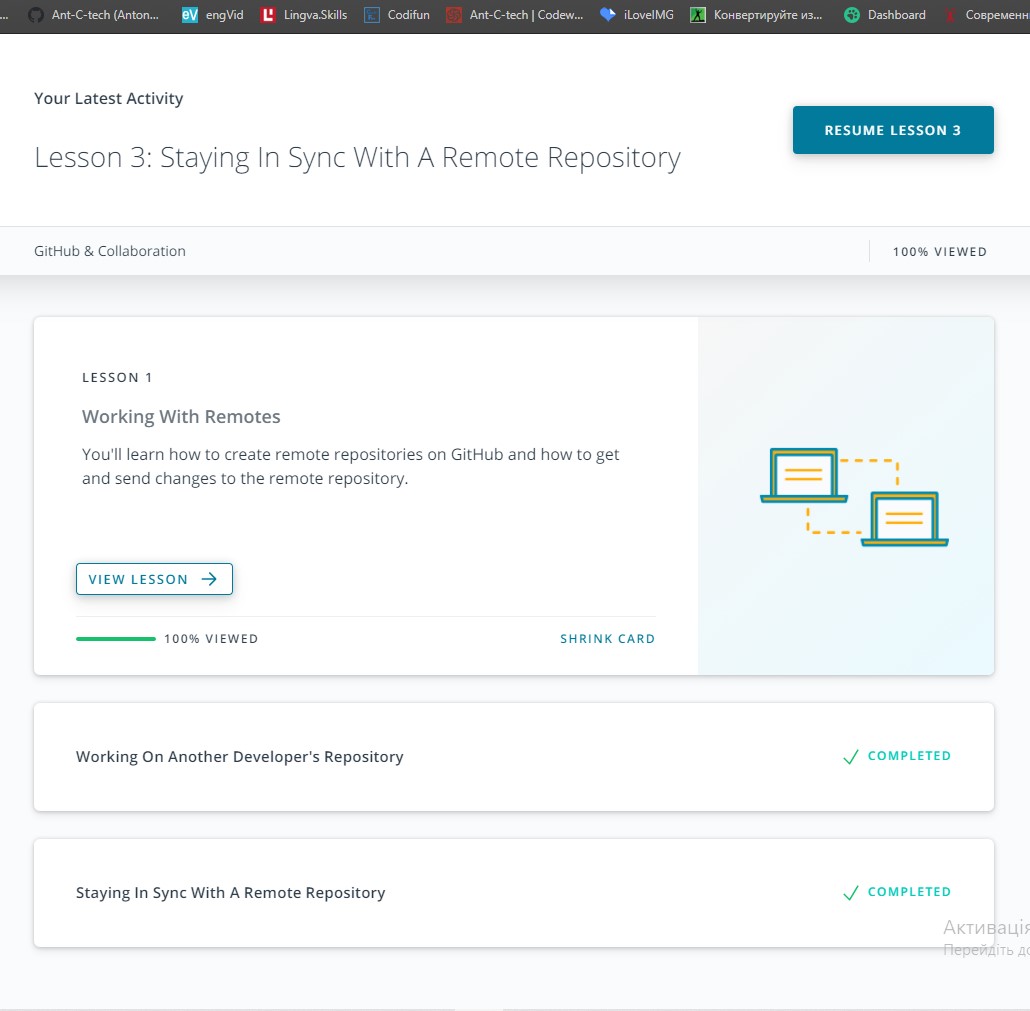 ... Ant-C-tech (Anton... eV engVid L Lingva.Skills Codifun Ant-C-tech | Codew... iLoveIMG X Конвертируйте из... Dashboard Современн
Your Latest Activity
Lesson 3: Staying In Sync With A Remote Repository
RESUME LESSON 3
GitHub & Collaboration
100% VIEWED
LESSON 1
Working With Remotes
You'll learn how to create remote repositories on GitHub and how to get
and send changes to the remote repository.
VIEW LESSON
100% VIEWED
SHRINK CARD
Working On Another Developer's Repository
COMPLETED
Staying In Sync With A Remote Repository
COMPLETED
Активація
Перейдіть до